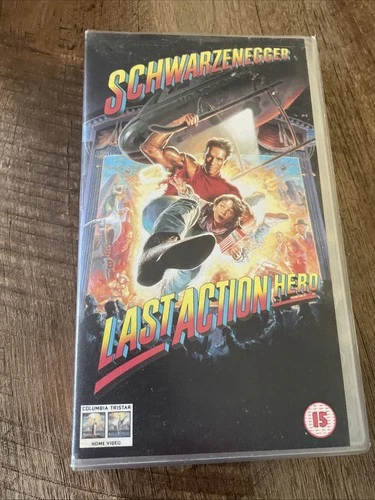 SCHWARZENEGGER
LAST ACTION HERO
COLUMBIA TRISTAR
HOME VIDEO
15